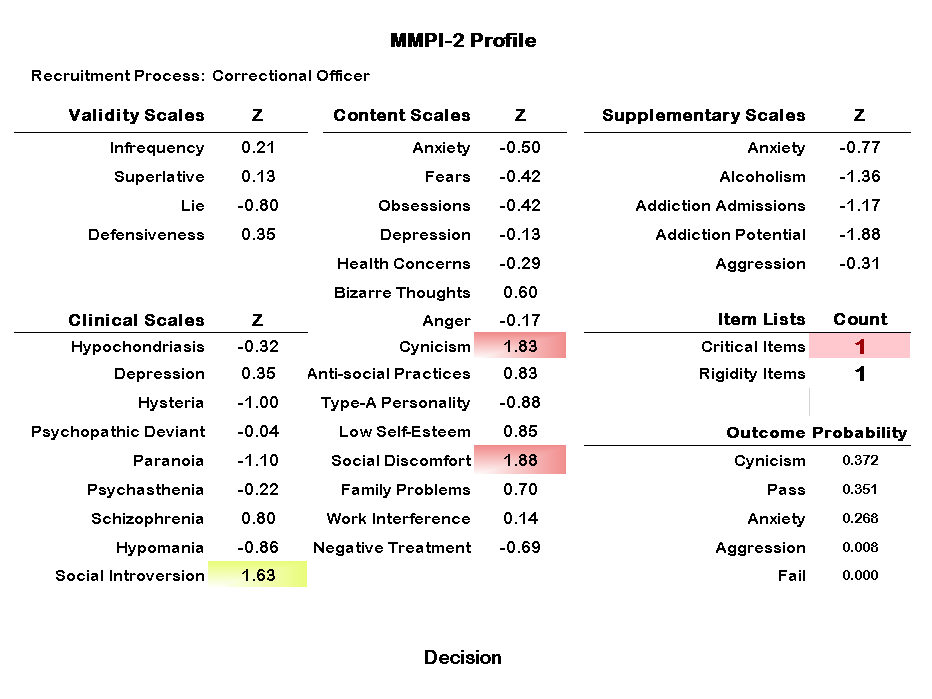 MMPI-2 Profile
Recruitment Process: Correctional Officer
Validity Scales Z
Infrequency 0.21
Superlative 0.13
Lie -0.80
Defensiveness 0.35
Clinical Scales Z
Hypochondriasis -0.32
Depression 0.35
Hysteria -1.00
Psychopathic Deviant -0.04
Paranoia -1.10
Psychasthenia -0.22
Schizophrenia 0.80
Hypomania -0.86
Social Introversion 1.63
Content Scales Z
Anxiety -0.50
Fears -0.42
Obsessions -0.42
Depression -0.13
Health Concerns -0.29
Bizarre Thoughts 0.60
Anger -0.17
Cynicism 1.83
Anti-social Practices 0.83
Type-A Personality -0.88
Low Self-Esteem 0.85
Social Discomfort 1.88
Family Problems 0.70
Work Interference 0.14
Negative Treatment -0.69
Supplementary Scales Z
Anxiety -0.77
Alcoholism -1.36
Addiction Admissions -1.17
Addiction Potential -1.88
Aggression -0.31
Item Lists Count
Critical Items 1
Rigidity Items 1
Outcome Probability
Cynicism 0.372
Pass 0.351
Anxiety 0.268
Aggression 0.008
Fail 0.000
Decision